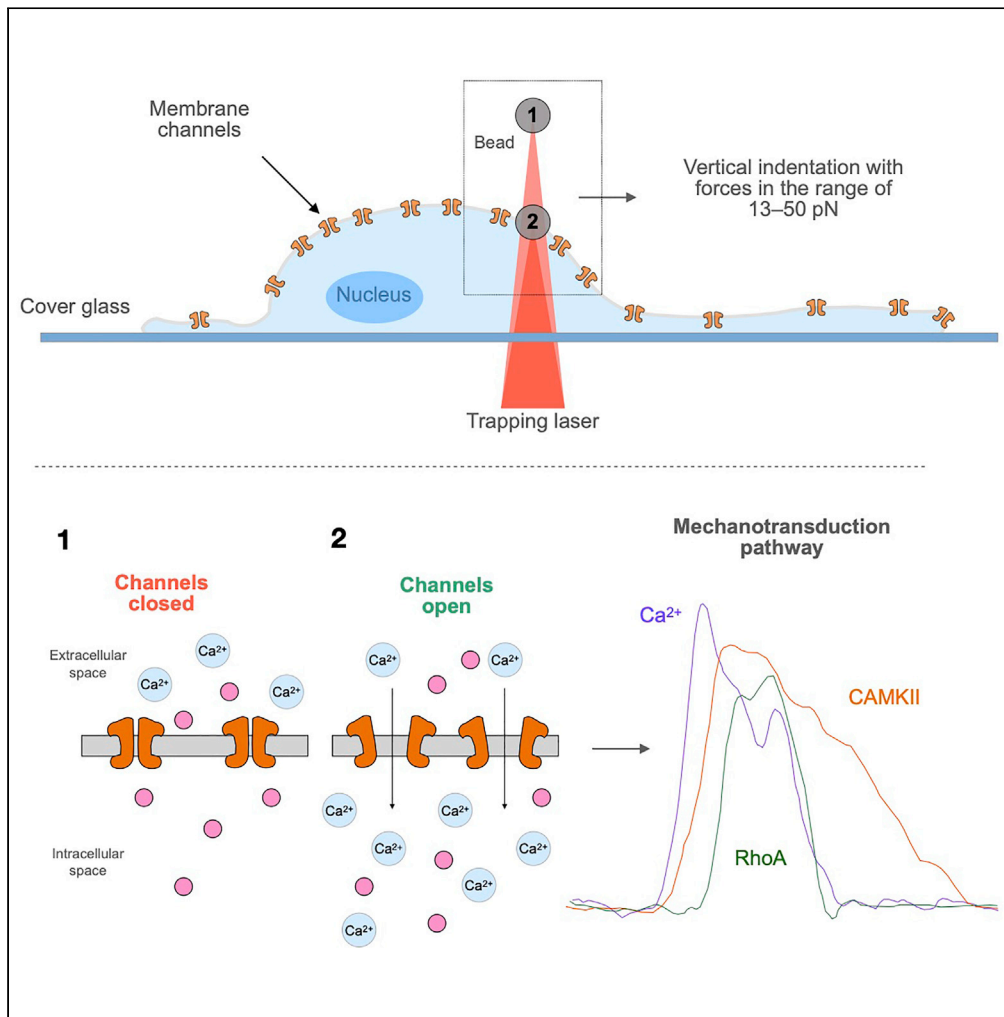 Membrane
channels
1
Bead
2
Vertical indentation with
forces in the range of
13–50 pN
Nucleus
Cover glass
Trapping laser
1
Channels
closed
Extracellular
space
Ca²⁺
Ca²⁺
Ca²⁺
Intracellular
space
2
Channels
open
Ca²⁺
Ca²⁺
Ca²⁺
Ca²⁺
Ca²⁺
Ca²⁺
Ca²⁺
Ca²⁺
Mechanotransduction
pathway
Ca²⁺
CAMKII
RhoA